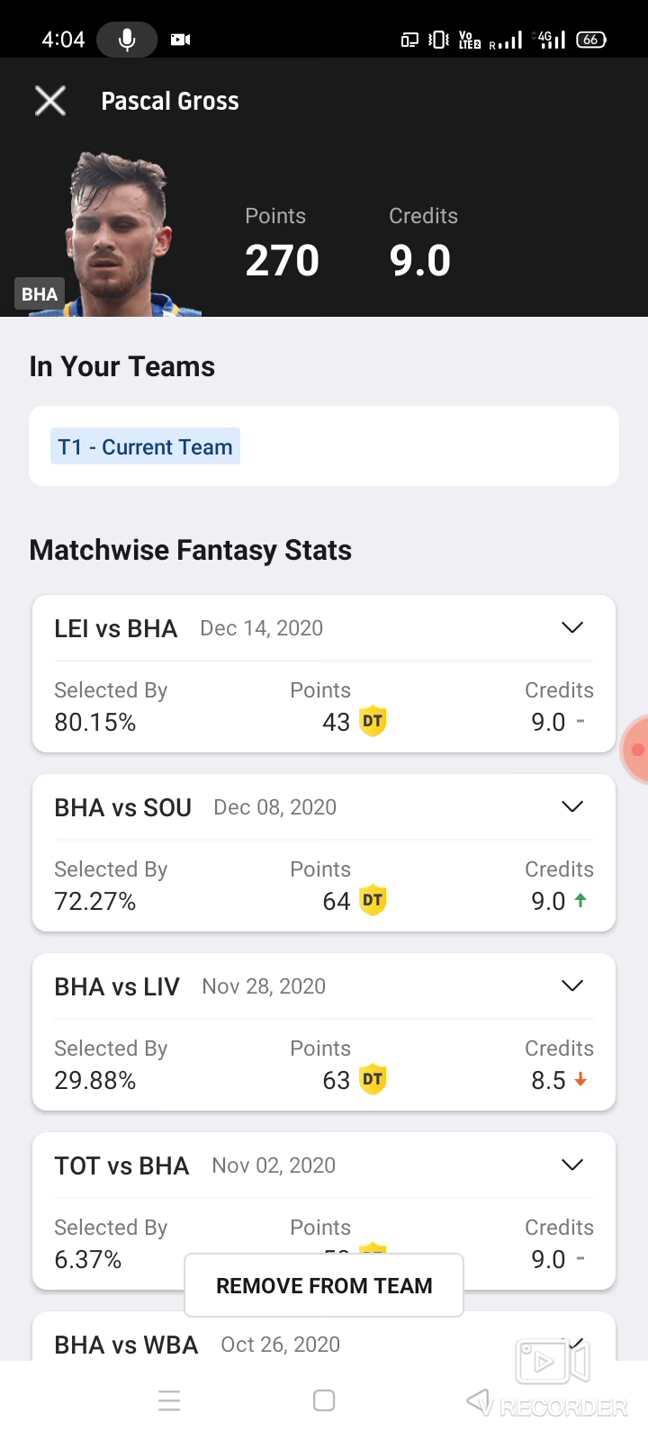 4:04
Vo
LTE2
R
4G
66
Pascal Gross
Points
Credits
270
9.0
BHA
In Your Teams
T1 - Current Team
Matchwise Fantasy Stats
LEI vs BHA Dec 14, 2020
Selected By Points Credits
80.15% 43 DT 9.0 -
BHA vs SOU Dec 08, 2020
Selected By Points Credits
72.27% 64 DT 9.0 ↑
BHA vs LIV Nov 28, 2020
Selected By Points Credits
29.88% 63 DT 8.5 ↓
TOT vs BHA Nov 02, 2020
Selected By Points Credits
6.37% 9.0 -
REMOVE FROM TEAM
BHA vs WBA Oct 26, 2020
V RECORDER